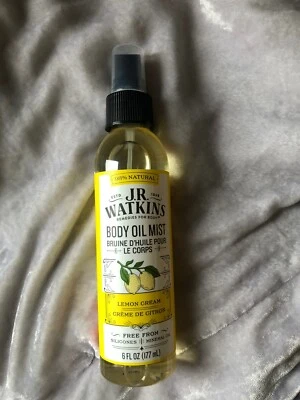 100% NATURAL
J.R.
WATKINS
BODY OIL MIST
BRUINE D'HUILE POUR
LE CORPS
LEMON CREAM
CRÈME DE CITRON
FREE FROM
SILICONES
6 FL OZ (177 mL)